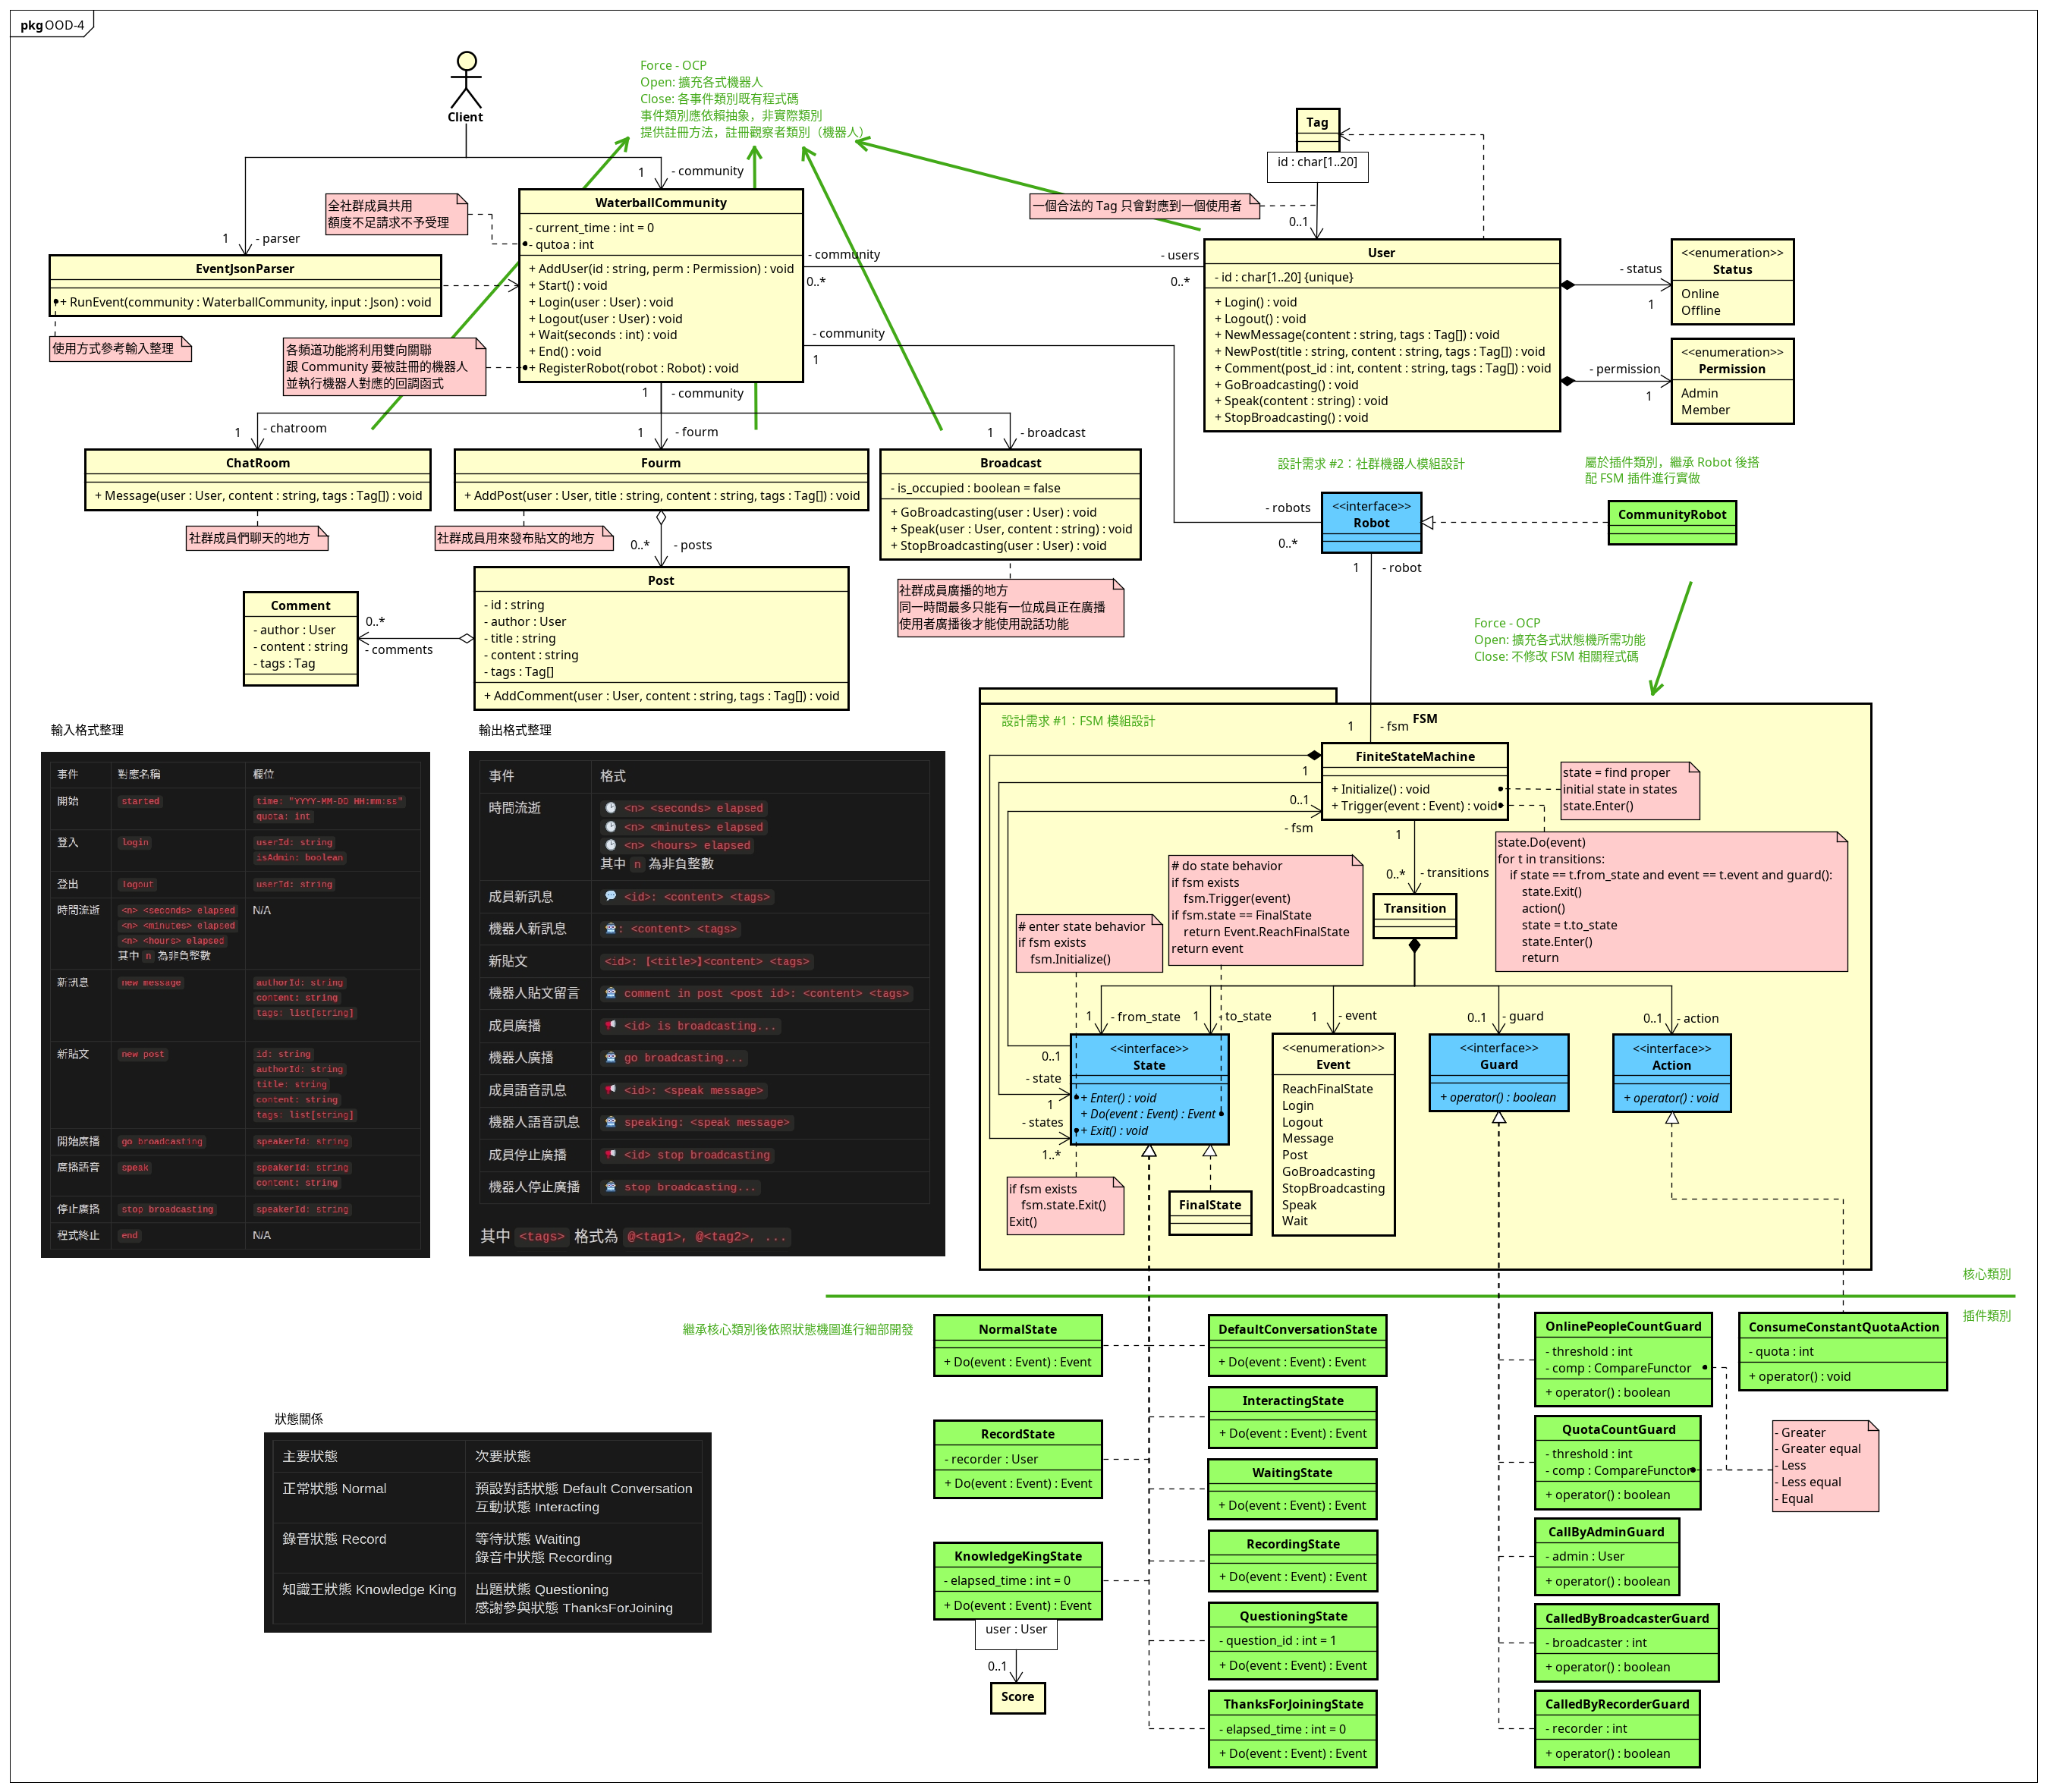 pkg OOD-4
Client
Force - OCP
Open: 擴充各式機器人
Close: 各事件類別既有程式碼
事件類別應依賴抽象，非實際類別
提供註冊方法，註冊觀察者類別（機器人）
Tag
id : char[1..20]
一個合法的 Tag 只會對應到一個使用者
0..1
1
- community
全社群成員共用
額度不足請求不予受理
WaterballCommunity
- current_time : int = 0
- qutoa : int
+ AddUser(id : string, perm : Permission) : void
+ Start() : void
+ Login(user : User) : void
+ Logout(user : User) : void
+ Wait(seconds : int) : void
+ End() : void
+ RegisterRobot(robot : Robot) : void
1
- parser
EventJsonParser
+ RunEvent(community : WaterballCommunity, input : Json) : void
使用方式參考輸入整理
各頻道功能將利用雙向關聯
跟 Community 要被註冊的機器人
並執行機器人對應的回調函式
- community
0..*
- users
0..*
- community
1
User
- id : char[1..20] {unique}
+ Login() : void
+ Logout() : void
+ NewMessage(content : string, tags : Tag[]) : void
+ NewPost(title : string, content : string, tags : Tag[]) : void
+ Comment(post_id : int, content : string, tags : Tag[]) : void
+ GoBroadcasting() : void
+ Speak(content : string) : void
+ StopBroadcasting() : void
- status
1
<<enumeration>>
Status
Online
Offline
- permission
1
<<enumeration>>
Permission
Admin
Member
1
- community
1
- chatroom
1
- fourm
1
- broadcast
ChatRoom
+ Message(user : User, content : string, tags : Tag[]) : void
社群成員們聊天的地方
Fourm
+ AddPost(user : User, title : string, content : string, tags : Tag[]) : void
社群成員用來發布貼文的地方
0..*
- posts
Broadcast
- is_occupied : boolean = false
+ GoBroadcasting(user : User) : void
+ Speak(user : User, content : string) : void
+ StopBroadcasting(user : User) : void
社群成員廣播的地方
同一時間最多只能有一位成員正在廣播
使用者廣播後才能使用說話功能
Post
- id : string
- author : User
- title : string
- content : string
- tags : Tag[]
+ AddComment(user : User, content : string, tags : Tag[]) : void
0..*
- comments
Comment
- author : User
- content : string
- tags : Tag
設計需求 #2：社群機器人模組設計
屬於插件類別，繼承 Robot 後搭
配 FSM 插件進行實做
- robots
0..*
<<interface>>
Robot
CommunityRobot
1
- robot
Force - OCP
Open: 擴充各式狀態機所需功能
Close: 不修改 FSM 相關程式碼
輸入格式整理
事件 對應名稱 欄位
開始 started time: "YYYY-MM-DD HH:mm:ss"
quota: int
登入 login userId: string
isAdmin: boolean
登出 logout userId: string
時間流逝 <n> <seconds> elapsed N/A
<n> <minutes> elapsed
<n> <hours> elapsed
其中 n 為非負整數
新訊息 new message authorId: string
content: string
tags: list[string]
新貼文 new post id: string
authorId: string
title: string
content: string
tags: list[string]
開始廣播 go broadcasting speakerId: string
廣播語音 speak speakerId: string
content: string
停止廣播 stop broadcasting speakerId: string
程式終止 end N/A
輸出格式整理
事件 格式
時間流逝 🕑 <n> <seconds> elapsed
🕑 <n> <minutes> elapsed
🕑 <n> <hours> elapsed
其中 n 為非負整數
成員新訊息 💬 <id>: <content> <tags>
機器人新訊息 🤖: <content> <tags>
新貼文 <id>: 【<title>】<content> <tags>
機器人貼文留言 🤖 comment in post <post id>: <content> <tags>
成員廣播 📢 <id> is broadcasting...
機器人廣播 🤖 go broadcasting...
成員語音訊息 📢 <id>: <speak message>
機器人語音訊息 🤖 speaking: <speak message>
成員停止廣播 📢 <id> stop broadcasting
機器人停止廣播 🤖 stop broadcasting...
其中 <tags> 格式為 @<tag1>, @<tag2>, ...
設計需求 #1：FSM 模組設計
FSM
1
- fsm
FiniteStateMachine
+ Initialize() : void
+ Trigger(event : Event) : void
1
0..1
- fsm
state = find proper
initial state in states
state.Enter()
state.Do(event)
for t in transitions:
if state == t.from_state and event == t.event and guard():
state.Exit()
action()
state = t.to_state
state.Enter()
return
1
0..*
- transitions
Transition
# do state behavior
if fsm exists
fsm.Trigger(event)
if fsm.state == FinalState
return Event.ReachFinalState
return event
# enter state behavior
if fsm exists
fsm.Initialize()
1
- from_state
1
- to_state
1
- event
0..1
- guard
0..1
- action
0..1
- state
1
- states
1..*
<<interface>>
State
+ Enter() : void
+ Do(event : Event) : Event
+ Exit() : void
if fsm exists
fsm.state.Exit()
Exit()
FinalState
<<enumeration>>
Event
ReachFinalState
Login
Logout
Message
Post
GoBroadcasting
StopBroadcasting
Speak
Wait
<<interface>>
Guard
+ operator() : boolean
<<interface>>
Action
+ operator() : void
核心類別
插件類別
繼承核心類別後依照狀態機圖進行細部開發
NormalState
+ Do(event : Event) : Event
RecordState
- recorder : User
+ Do(event : Event) : Event
KnowledgeKingState
- elapsed_time : int = 0
+ Do(event : Event) : Event
user : User
0..1
Score
DefaultConversationState
+ Do(event : Event) : Event
InteractingState
+ Do(event : Event) : Event
WaitingState
+ Do(event : Event) : Event
RecordingState
+ Do(event : Event) : Event
QuestioningState
- question_id : int = 1
+ Do(event : Event) : Event
ThanksForJoiningState
- elapsed_time : int = 0
+ Do(event : Event) : Event
OnlinePeopleCountGuard
- threshold : int
- comp : CompareFunctor
+ operator() : boolean
QuotaCountGuard
- threshold : int
- comp : CompareFunctor
+ operator() : boolean
CallByAdminGuard
- admin : User
+ operator() : boolean
CalledByBroadcasterGuard
- broadcaster : int
+ operator() : boolean
CalledByRecorderGuard
- recorder : int
+ operator() : boolean
ConsumeConstantQuotaAction
- quota : int
+ operator() : void
- Greater
- Greater equal
- Less
- Less equal
- Equal
狀態關係
主要狀態 次要狀態
正常狀態 Normal 預設對話狀態 Default Conversation
互動狀態 Interacting
錄音狀態 Record 等待狀態 Waiting
錄音中狀態 Recording
知識王狀態 Knowledge King 出題狀態 Questioning
感謝參與狀態 ThanksForJoining